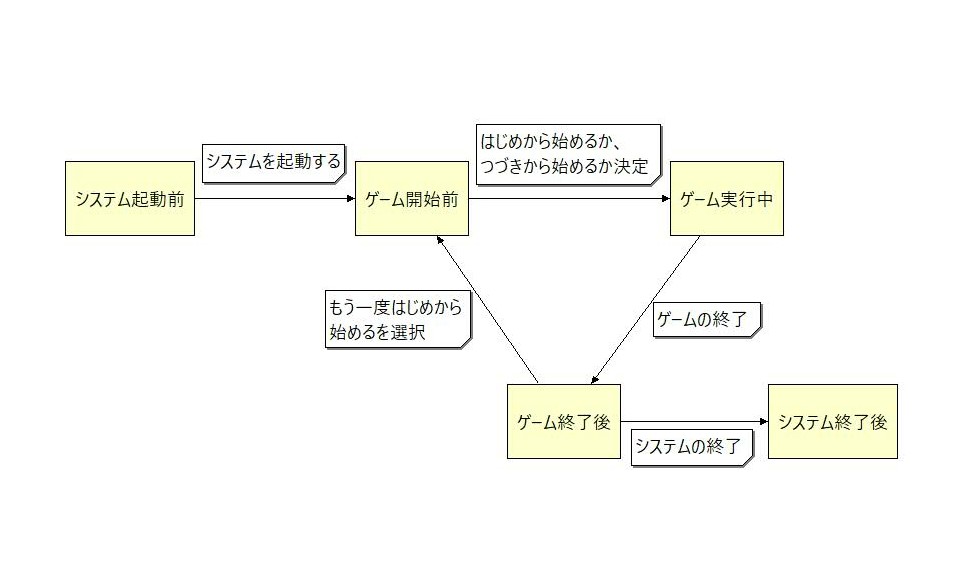 はじめから始めるか、
つづきから始めるか決定
システムを起動する
システム起動前
ゲーム開始前
ゲーム実行中
もう一度はじめから
始めるを選択
ゲームの終了
ゲーム終了後
システム終了後
システムの終了